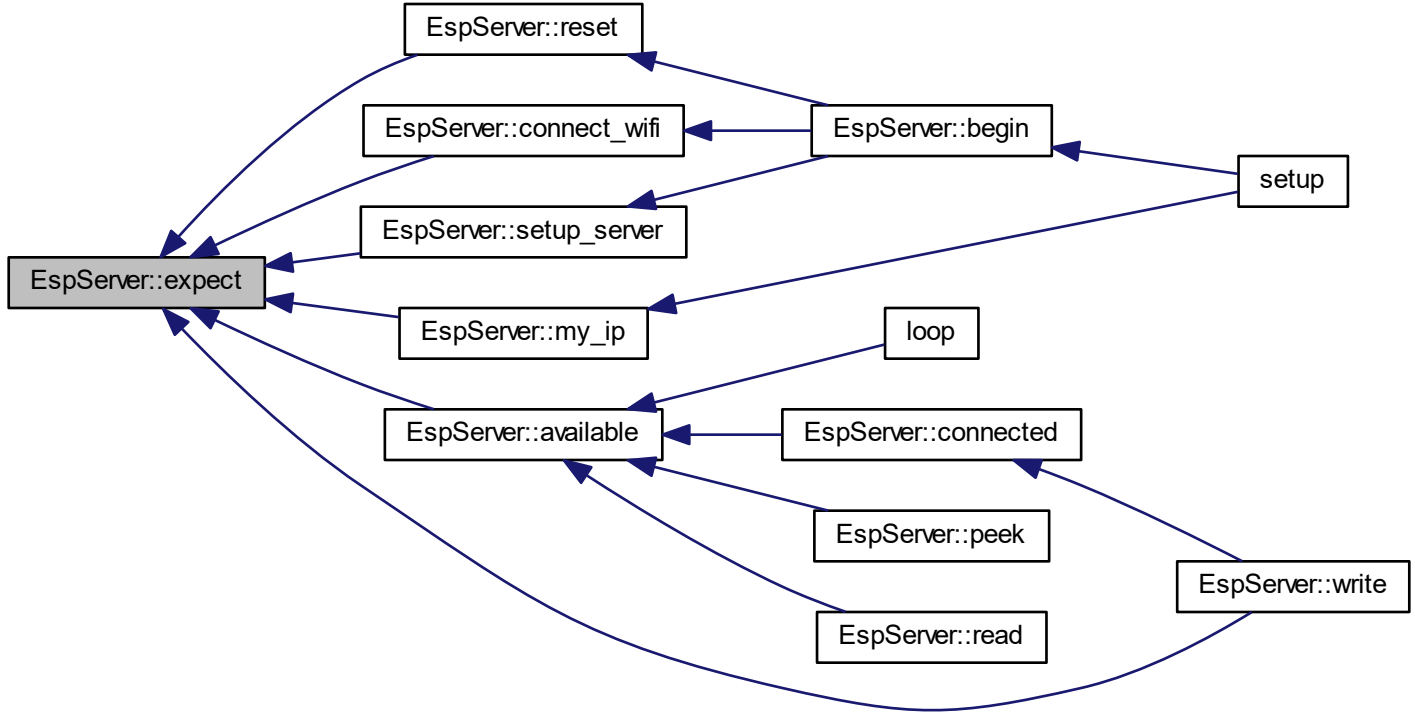 EspServer::reset
EspServer::connect_wifi
EspServer::begin
setup
EspServer::setup_server
EspServer::expect
EspServer::my_ip
loop
EspServer::available
EspServer::connected
EspServer::peek
EspServer::write
EspServer::read